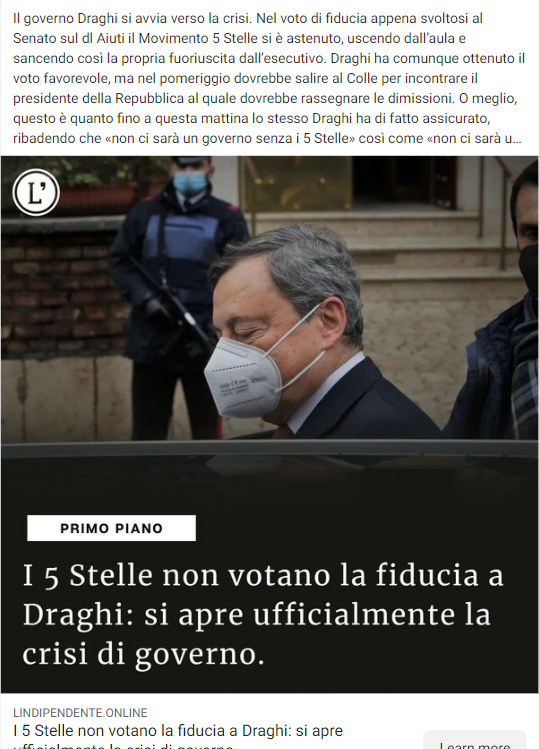 Il governo Draghi si avvia verso la crisi. Nel voto di fiducia appena svoltosi al
Senato sul dl Aiuti il Movimento 5 Stelle si è astenuto, uscendo dall’aula e
sancendo così la propria fuoriuscita dall’esecutivo. Draghi ha comunque ottenuto il
voto favorevole, ma nel pomeriggio dovrebbe salire al Colle per incontrare il
presidente della Repubblica al quale dovrebbe rassegnare le dimissioni. O meglio,
questo è quanto fino a questa mattina lo stesso Draghi ha di fatto assicurato,
ribadendo che «non ci sarà un governo senza i 5 Stelle» così come «non ci sarà u...
L’
PRIMO PIANO
I 5 Stelle non votano la fiducia a
Draghi: si apre ufficialmente la
crisi di governo.
LINDIPENDENTE.ONLINE
I 5 Stelle non votano la fiducia a Draghi: si apre
ufficialmente la crisi di governo.
Learn more